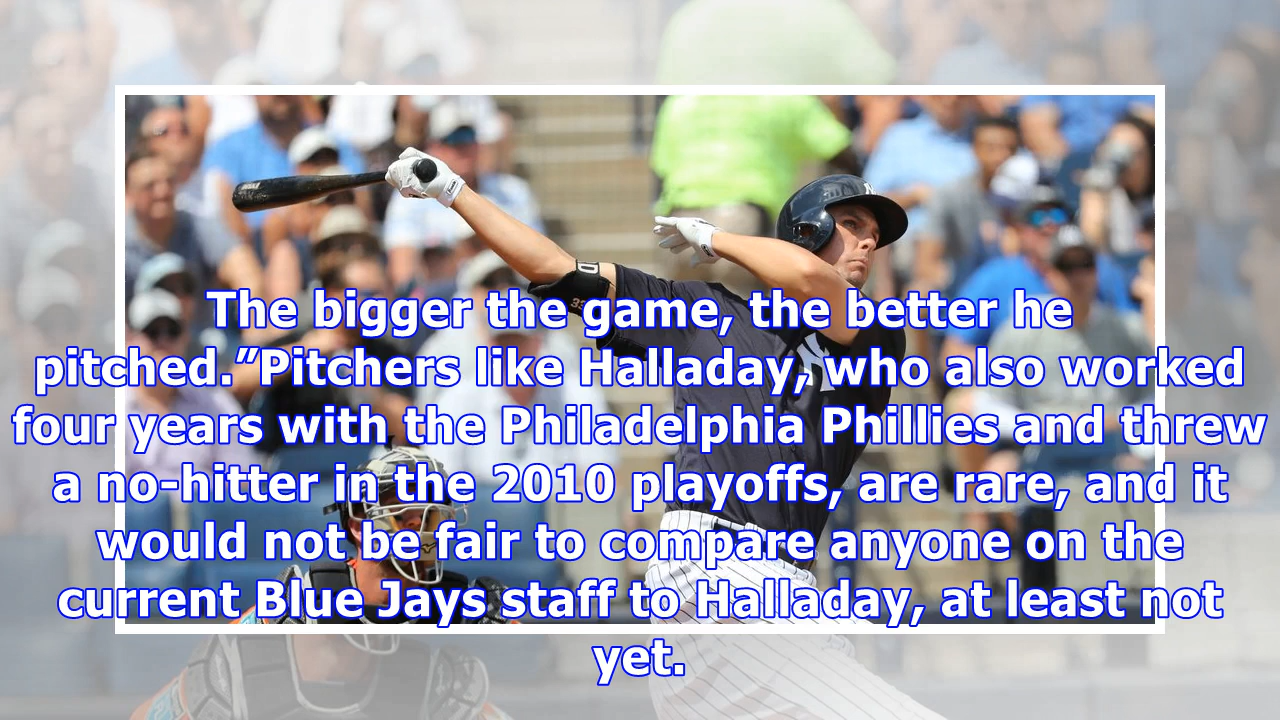 The bigger the game, the better he
pitched.”Pitchers like Halladay, who also worked
four years with the Philadelphia Phillies and threw
a no-hitter in the 2010 playoffs, are rare, and it
would not be fair to compare anyone on the
current Blue Jays staff to Halladay, at least not
yet.